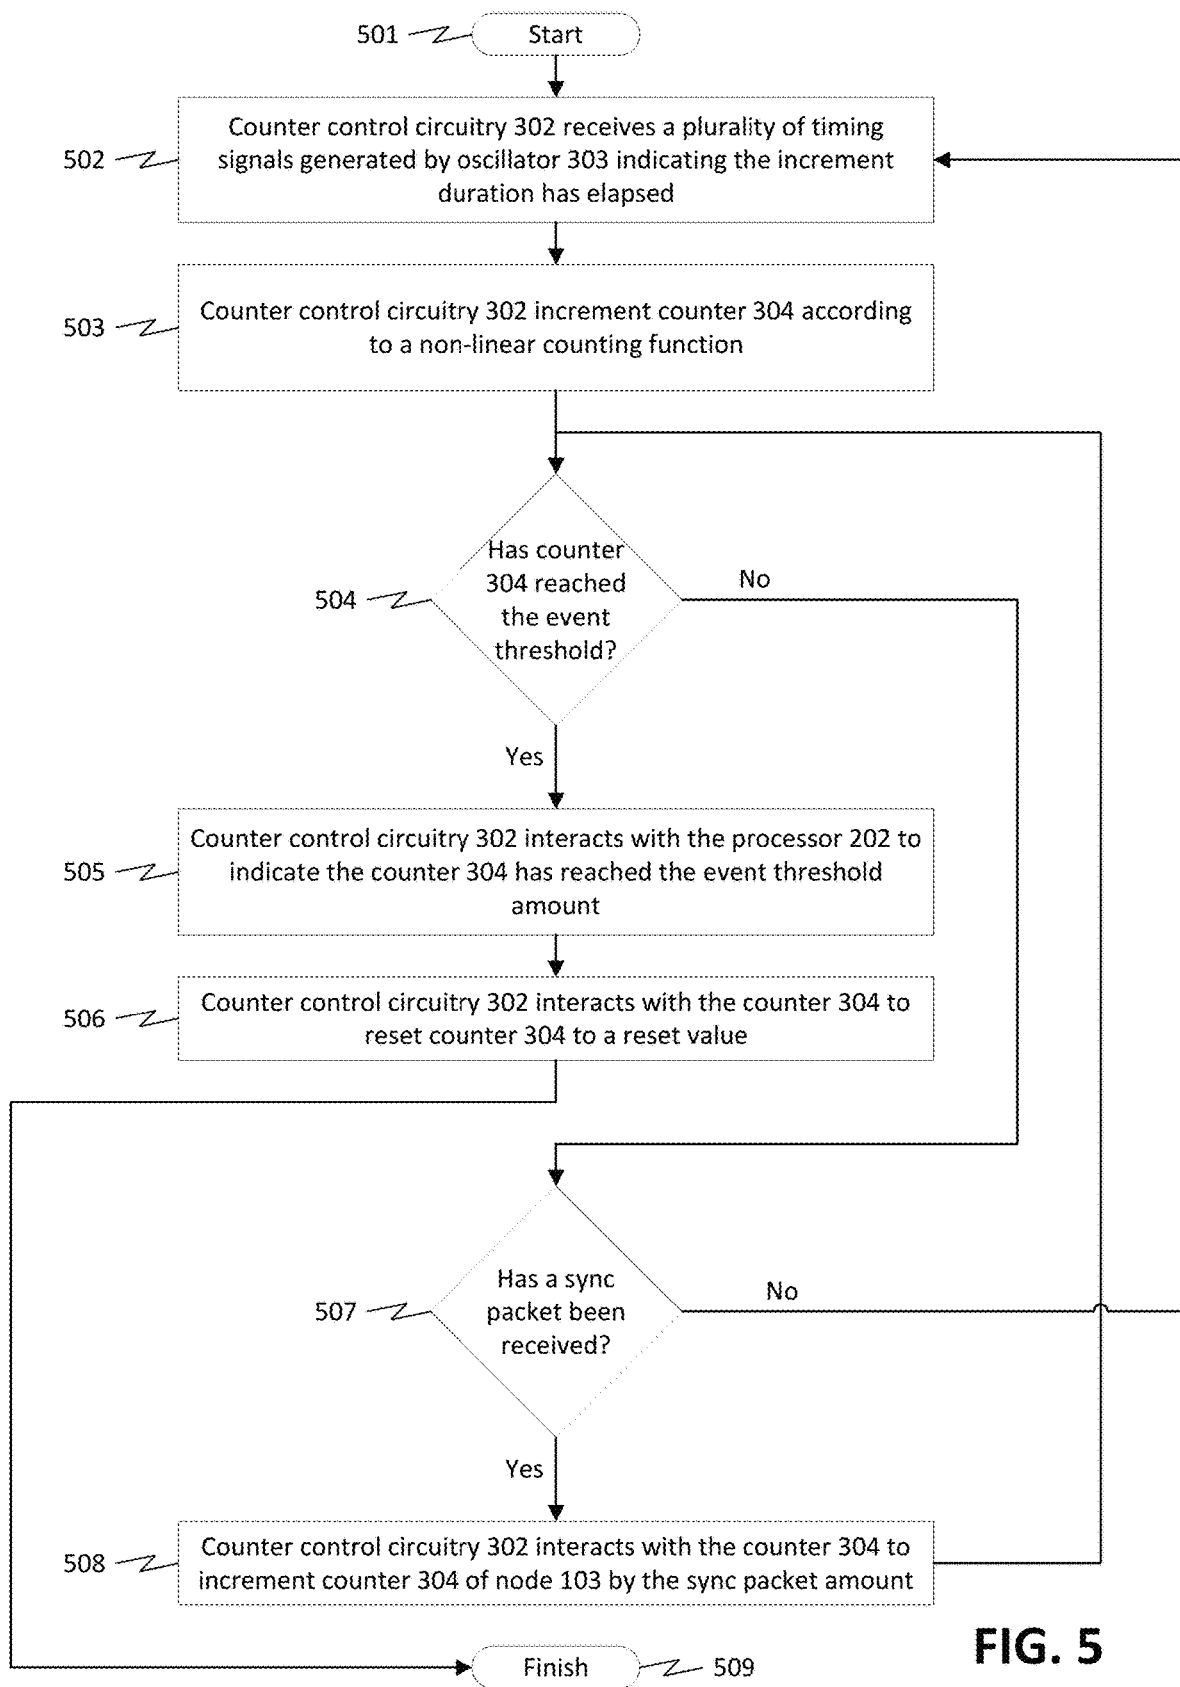 501
Start
Counter control circuitry 302 receives a plurality of timing
signals generated by oscillator 303 indicating the increment
duration has elapsed
502
Counter control circuitry 302 increment counter 304 according
to a non-linear counting function
503
Has counter
304 reached
the event
threshold?
504
No
Yes
Counter control circuitry 302 interacts with the processor 202 to
indicate the counter 304 has reached the event threshold
amount
505
Counter control circuitry 302 interacts with the counter 304 to
reset counter 304 to a reset value
506
Has a sync
packet been
received?
507
No
Yes
Counter control circuitry 302 interacts with the counter 304 to
increment counter 304 of node 103 by the sync packet amount
508
FIG. 5
Finish
509